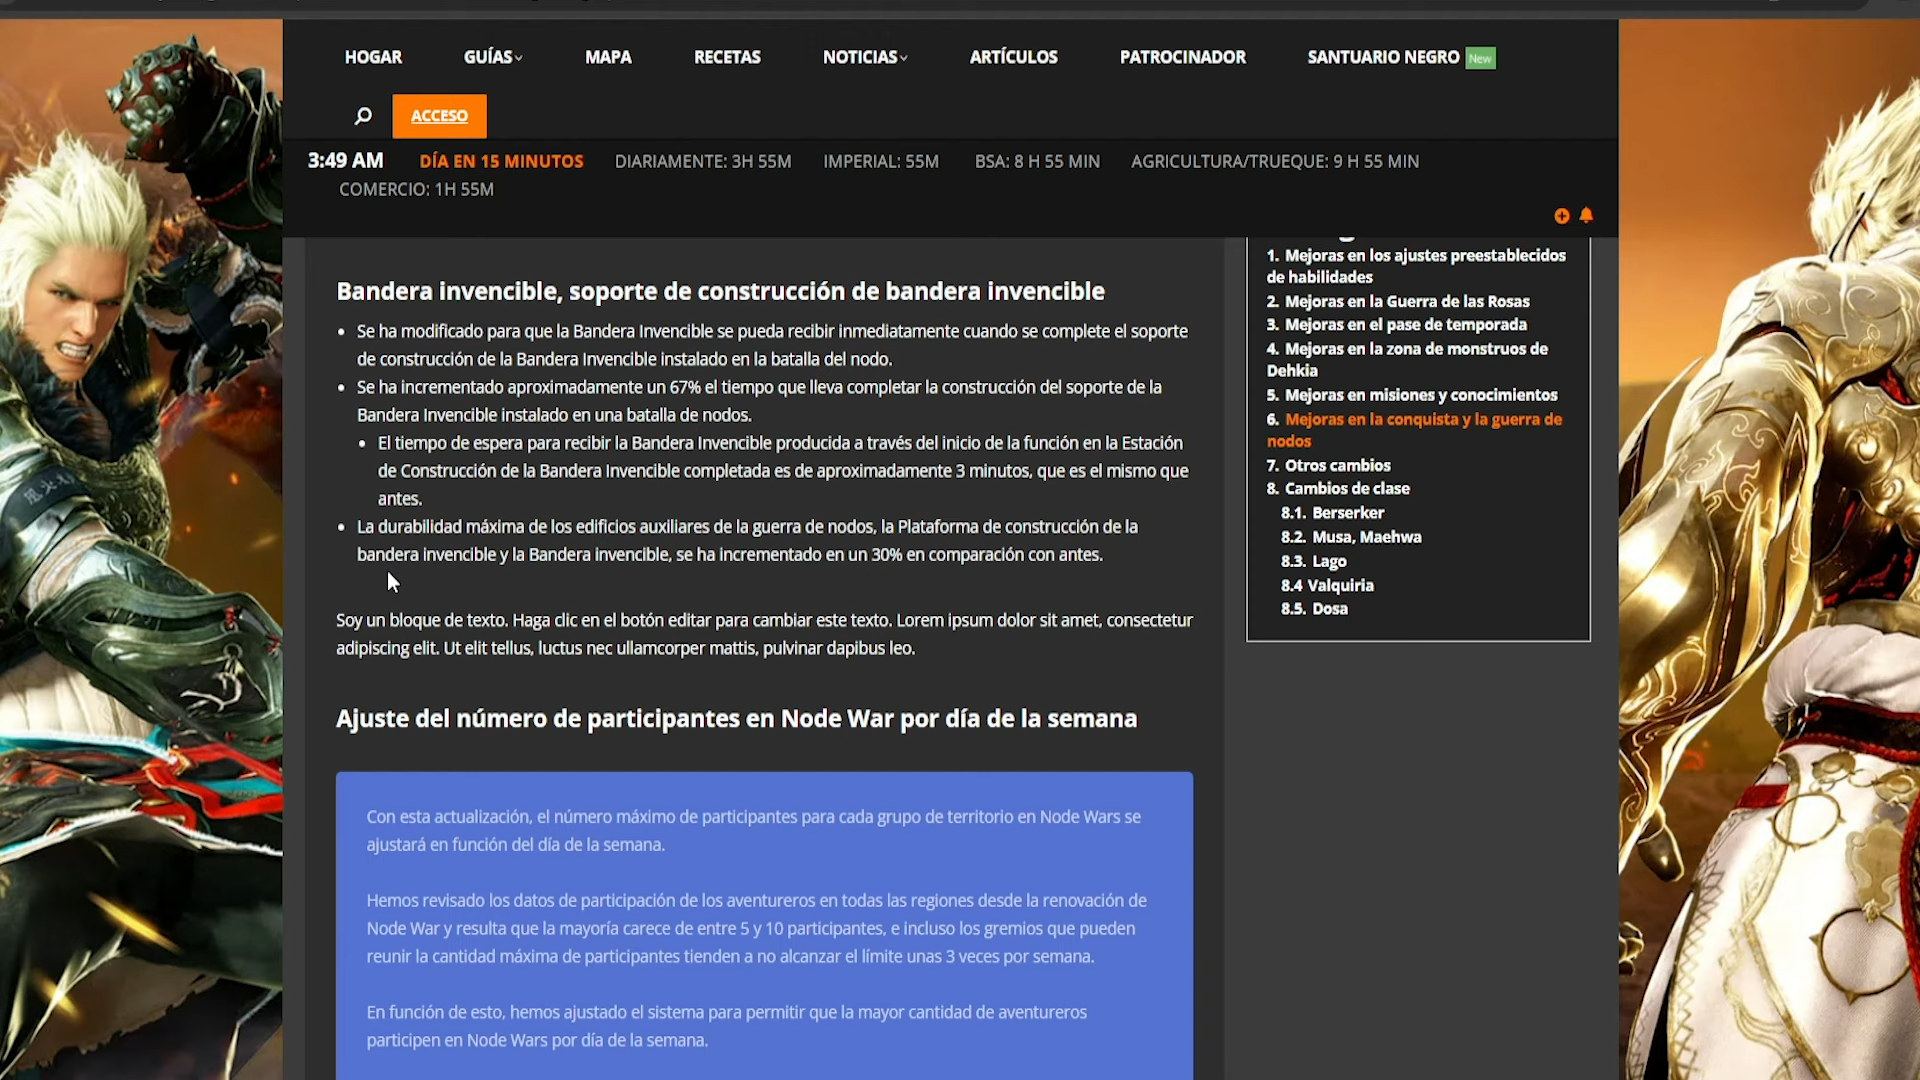 HOGAR GUÍAS MAPA RECETAS NOTICIAS ARTÍCULOS PATROCINADOR SANTUARIO NEGRO New
ACCESO
3:49 AM DÍA EN 15 MINUTOS DIARIAMENTE: 3H 55M IMPERIAL: 55M BSA: 8 H 55 MIN AGRICULTURA/TRUEQUE: 9 H 55 MIN
COMERCIO: 1H 55M
Bandera invencible, soporte de construcción de bandera invencible
• Se ha modificado para que la Bandera Invencible se pueda recibir inmediatamente cuando se complete el soporte
de construcción de la Bandera Invencible instalado en la batalla del nodo.
• Se ha incrementado aproximadamente un 67% el tiempo que lleva completar la construcción del soporte de la
Bandera Invencible instalado en una batalla de nodos.
• El tiempo de espera para recibir la Bandera Invencible producida a través del inicio de la función en la Estación
de Construcción de la Bandera Invencible completada es de aproximadamente 3 minutos, que es el mismo que
antes.
• La durabilidad máxima de los edificios auxiliares de la guerra de nodos, la Plataforma de construcción de la
bandera invencible y la Bandera invencible, se ha incrementado en un 30% en comparación con antes.
Soy un bloque de texto. Haga clic en el botón editar para cambiar este texto. Lorem ipsum dolor sit amet, consectetur
adipiscing elit. Ut elit tellus, luctus nec ullamcorper mattis, pulvinar dapibus leo.
Ajuste del número de participantes en Node War por día de la semana
Con esta actualización, el número máximo de participantes para cada grupo de territorio en Node Wars se
ajustará en función del día de la semana.
Hemos revisado los datos de participación de los aventureros en todas las regiones desde la renovación de
Node War y resulta que la mayoría carece de entre 5 y 10 participantes, e incluso los gremios que pueden
reunir la cantidad máxima de participantes tienden a no alcanzar el límite unas 3 veces por semana.
En función de esto, hemos ajustado el sistema para permitir que la mayor cantidad de aventureros
participen en Node Wars por día de la semana.
1. Mejoras en los ajustes preestablecidos
de habilidades
2. Mejoras en la Guerra de las Rosas
3. Mejoras en el pase de temporada
4. Mejoras en la zona de monstruos de
Dehkia
5. Mejoras en misiones y conocimientos
6. Mejoras en la conquista y la guerra de
nodos
7. Otros cambios
8. Cambios de clase
8.1. Berserker
8.2. Musa, Maehwa
8.3. Lago
8.4 Valquiria
8.5. Dosa